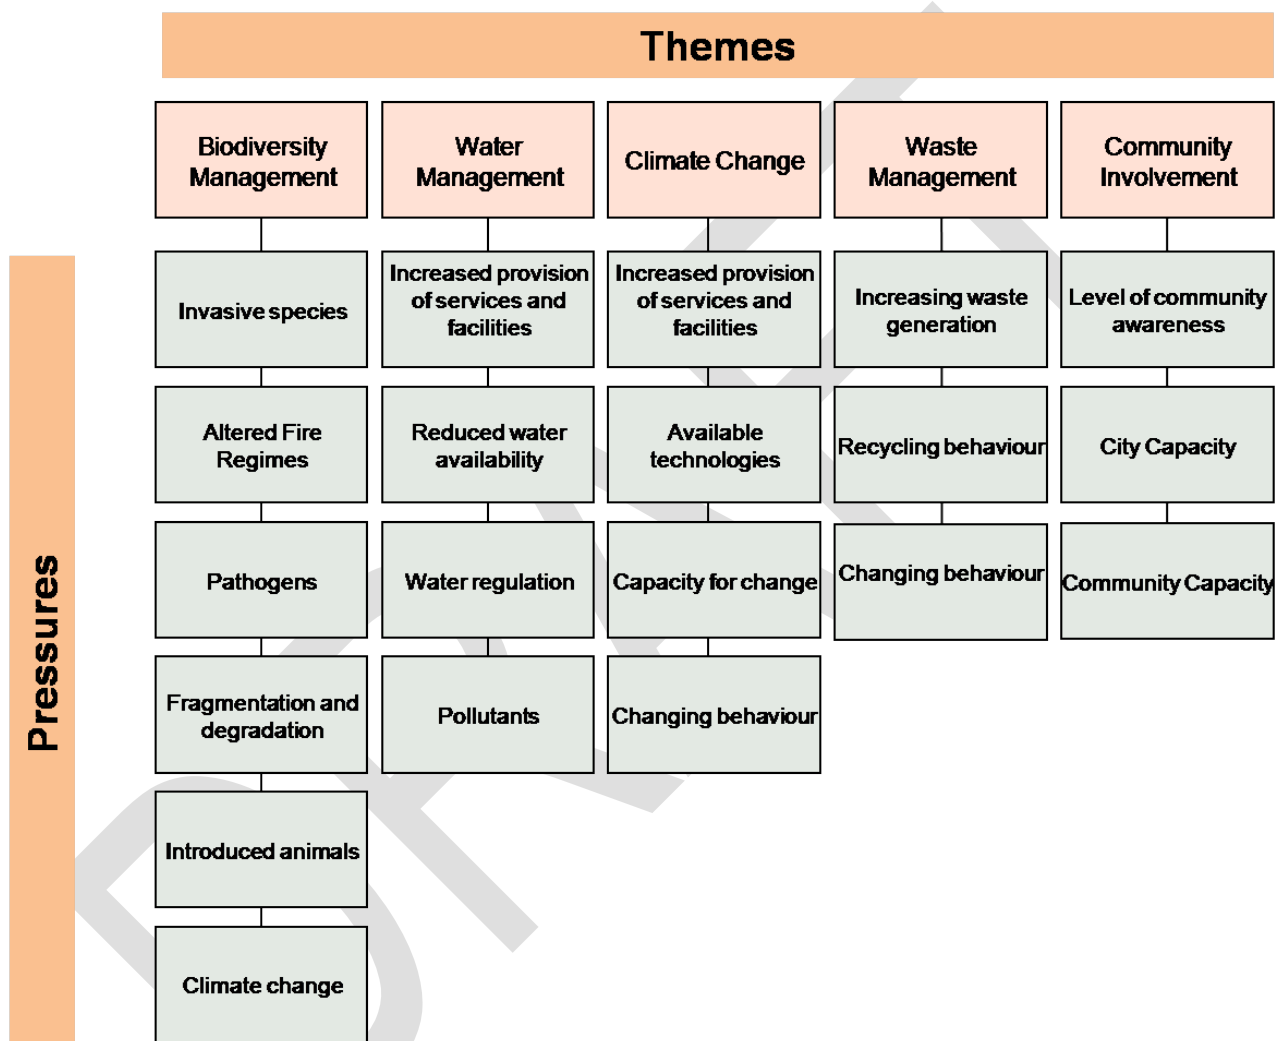 Themes
Biodiversity
Management
Water
Management
Climate Change
Waste
Management
Community
Involvement
Pressures
Invasive species
Increased provision
of services and
facilities
Increased provision
of services and
facilities
Increasing waste
generation
Level of community
awareness
Altered Fire
Regimes
Reduced water
availability
Available
technologies
Recycling behaviour
City Capacity
Pathogens
Water regulation
Capacity for change
Changing behaviour
Community Capacity
Fragmentation and
degradation
Pollutants
Changing behaviour
Introduced animals
Climate change
DRAFT